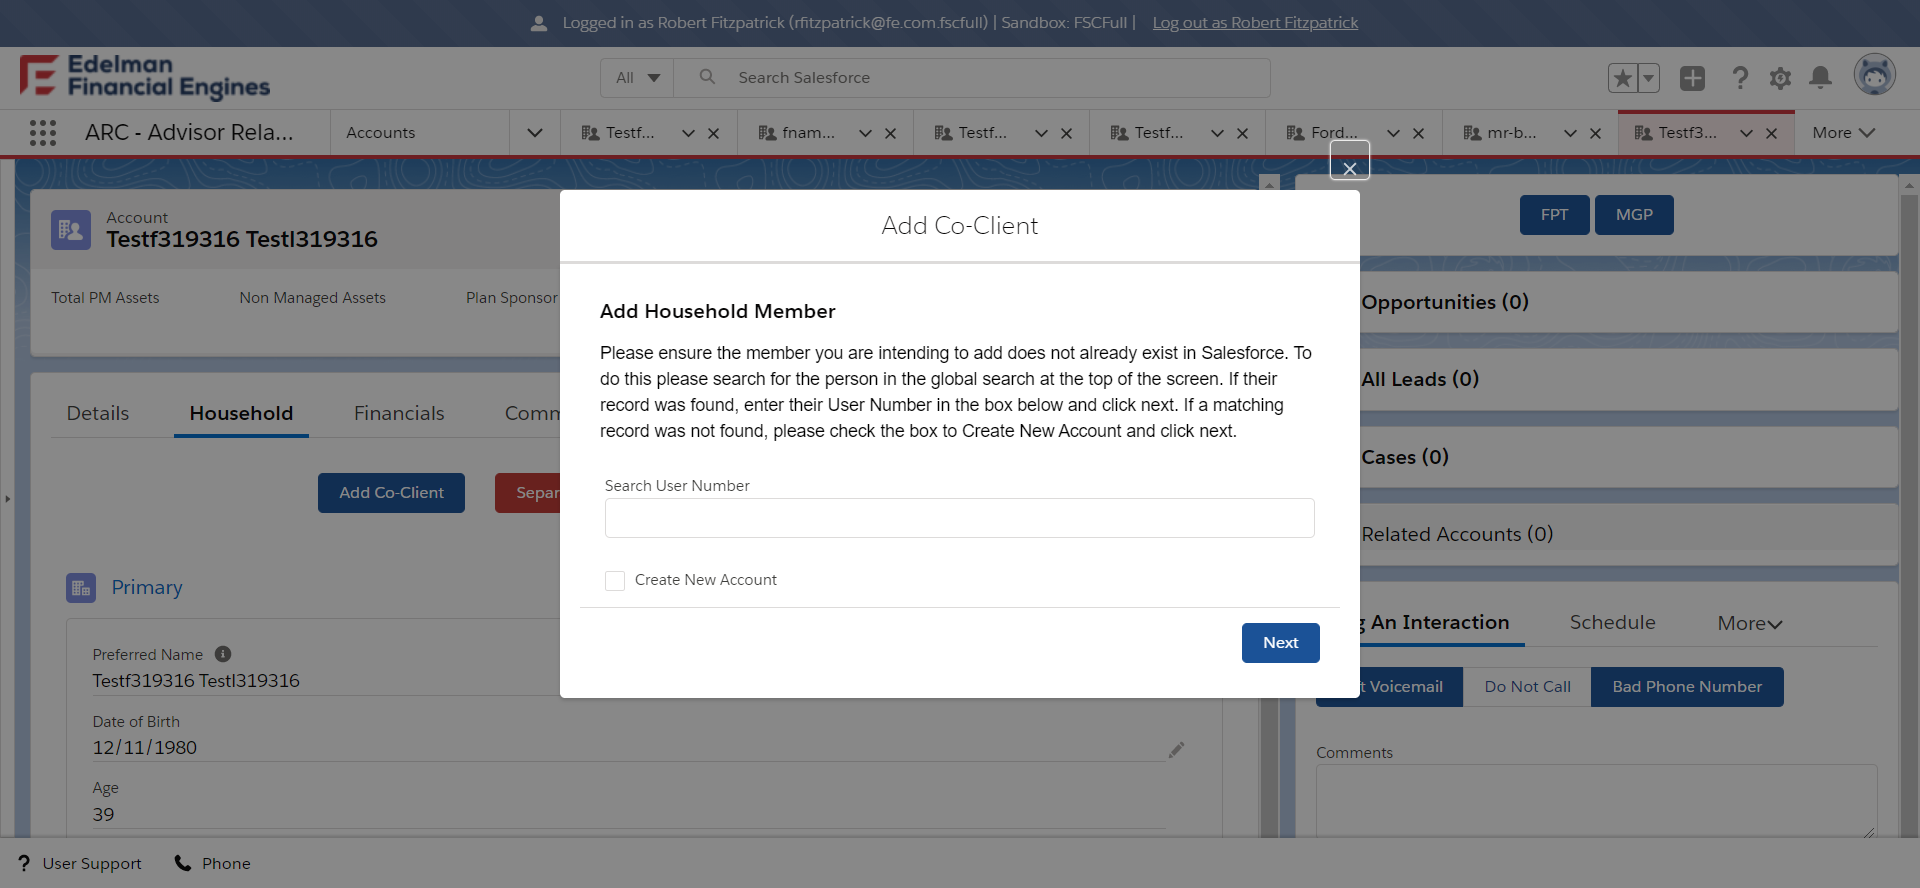 Logged in as Robert Fitzpatrick (rfitzpatrick@fe.com.fscfull) | Sandbox: FSCFull | Log out as Robert Fitzpatrick
Edelman
Financial Engines
All
Search Salesforce
ARC - Advisor Rela...
Accounts
Testf...
fnam...
Testf...
Testf...
Ford...
mr-b...
Testf3...
More
Account
Testf319316 Testl319316
Total PM Assets
Non Managed Assets
Plan Sponsor
FPT
MGP
Opportunities (0)
All Leads (0)
Cases (0)
Related Accounts (0)
Details
Household
Financials
Comm
Add Co-Client
Separ
Primary
Preferred Name
Testf319316 Testl319316
Date of Birth
12/11/1980
Age
39
Add Co-Client
Add Household Member
Please ensure the member you are intending to add does not already exist in Salesforce. To
do this please search for the person in the global search at the top of the screen. If their
record was found, enter their User Number in the box below and click next. If a matching
record was not found, please check the box to Create New Account and click next.
Search User Number
Create New Account
Next
g An Interaction
Schedule
More
t Voicemail
Do Not Call
Bad Phone Number
Comments
? User Support
Phone